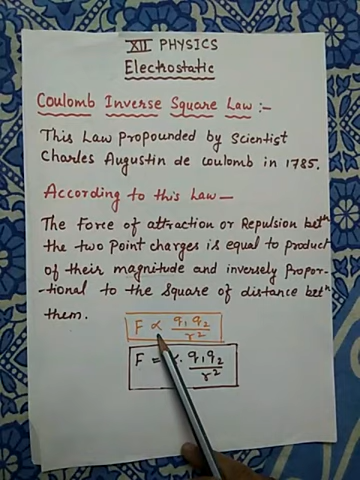 XII PHYSICS
Electrostatic
Coulomb Inverse Square Law :-
This Law propounded by Scientist
Charles Augustin de coulomb in 1785.
According to this Law—
The Force of attraction or Repulsion betn
the two point charges is equal to product
of their magnitude and inversely Propor-
-tional to the Square of distance betn
them.
F ∝ q₁ q₂ / r²
F = . q₁q₂ / r²